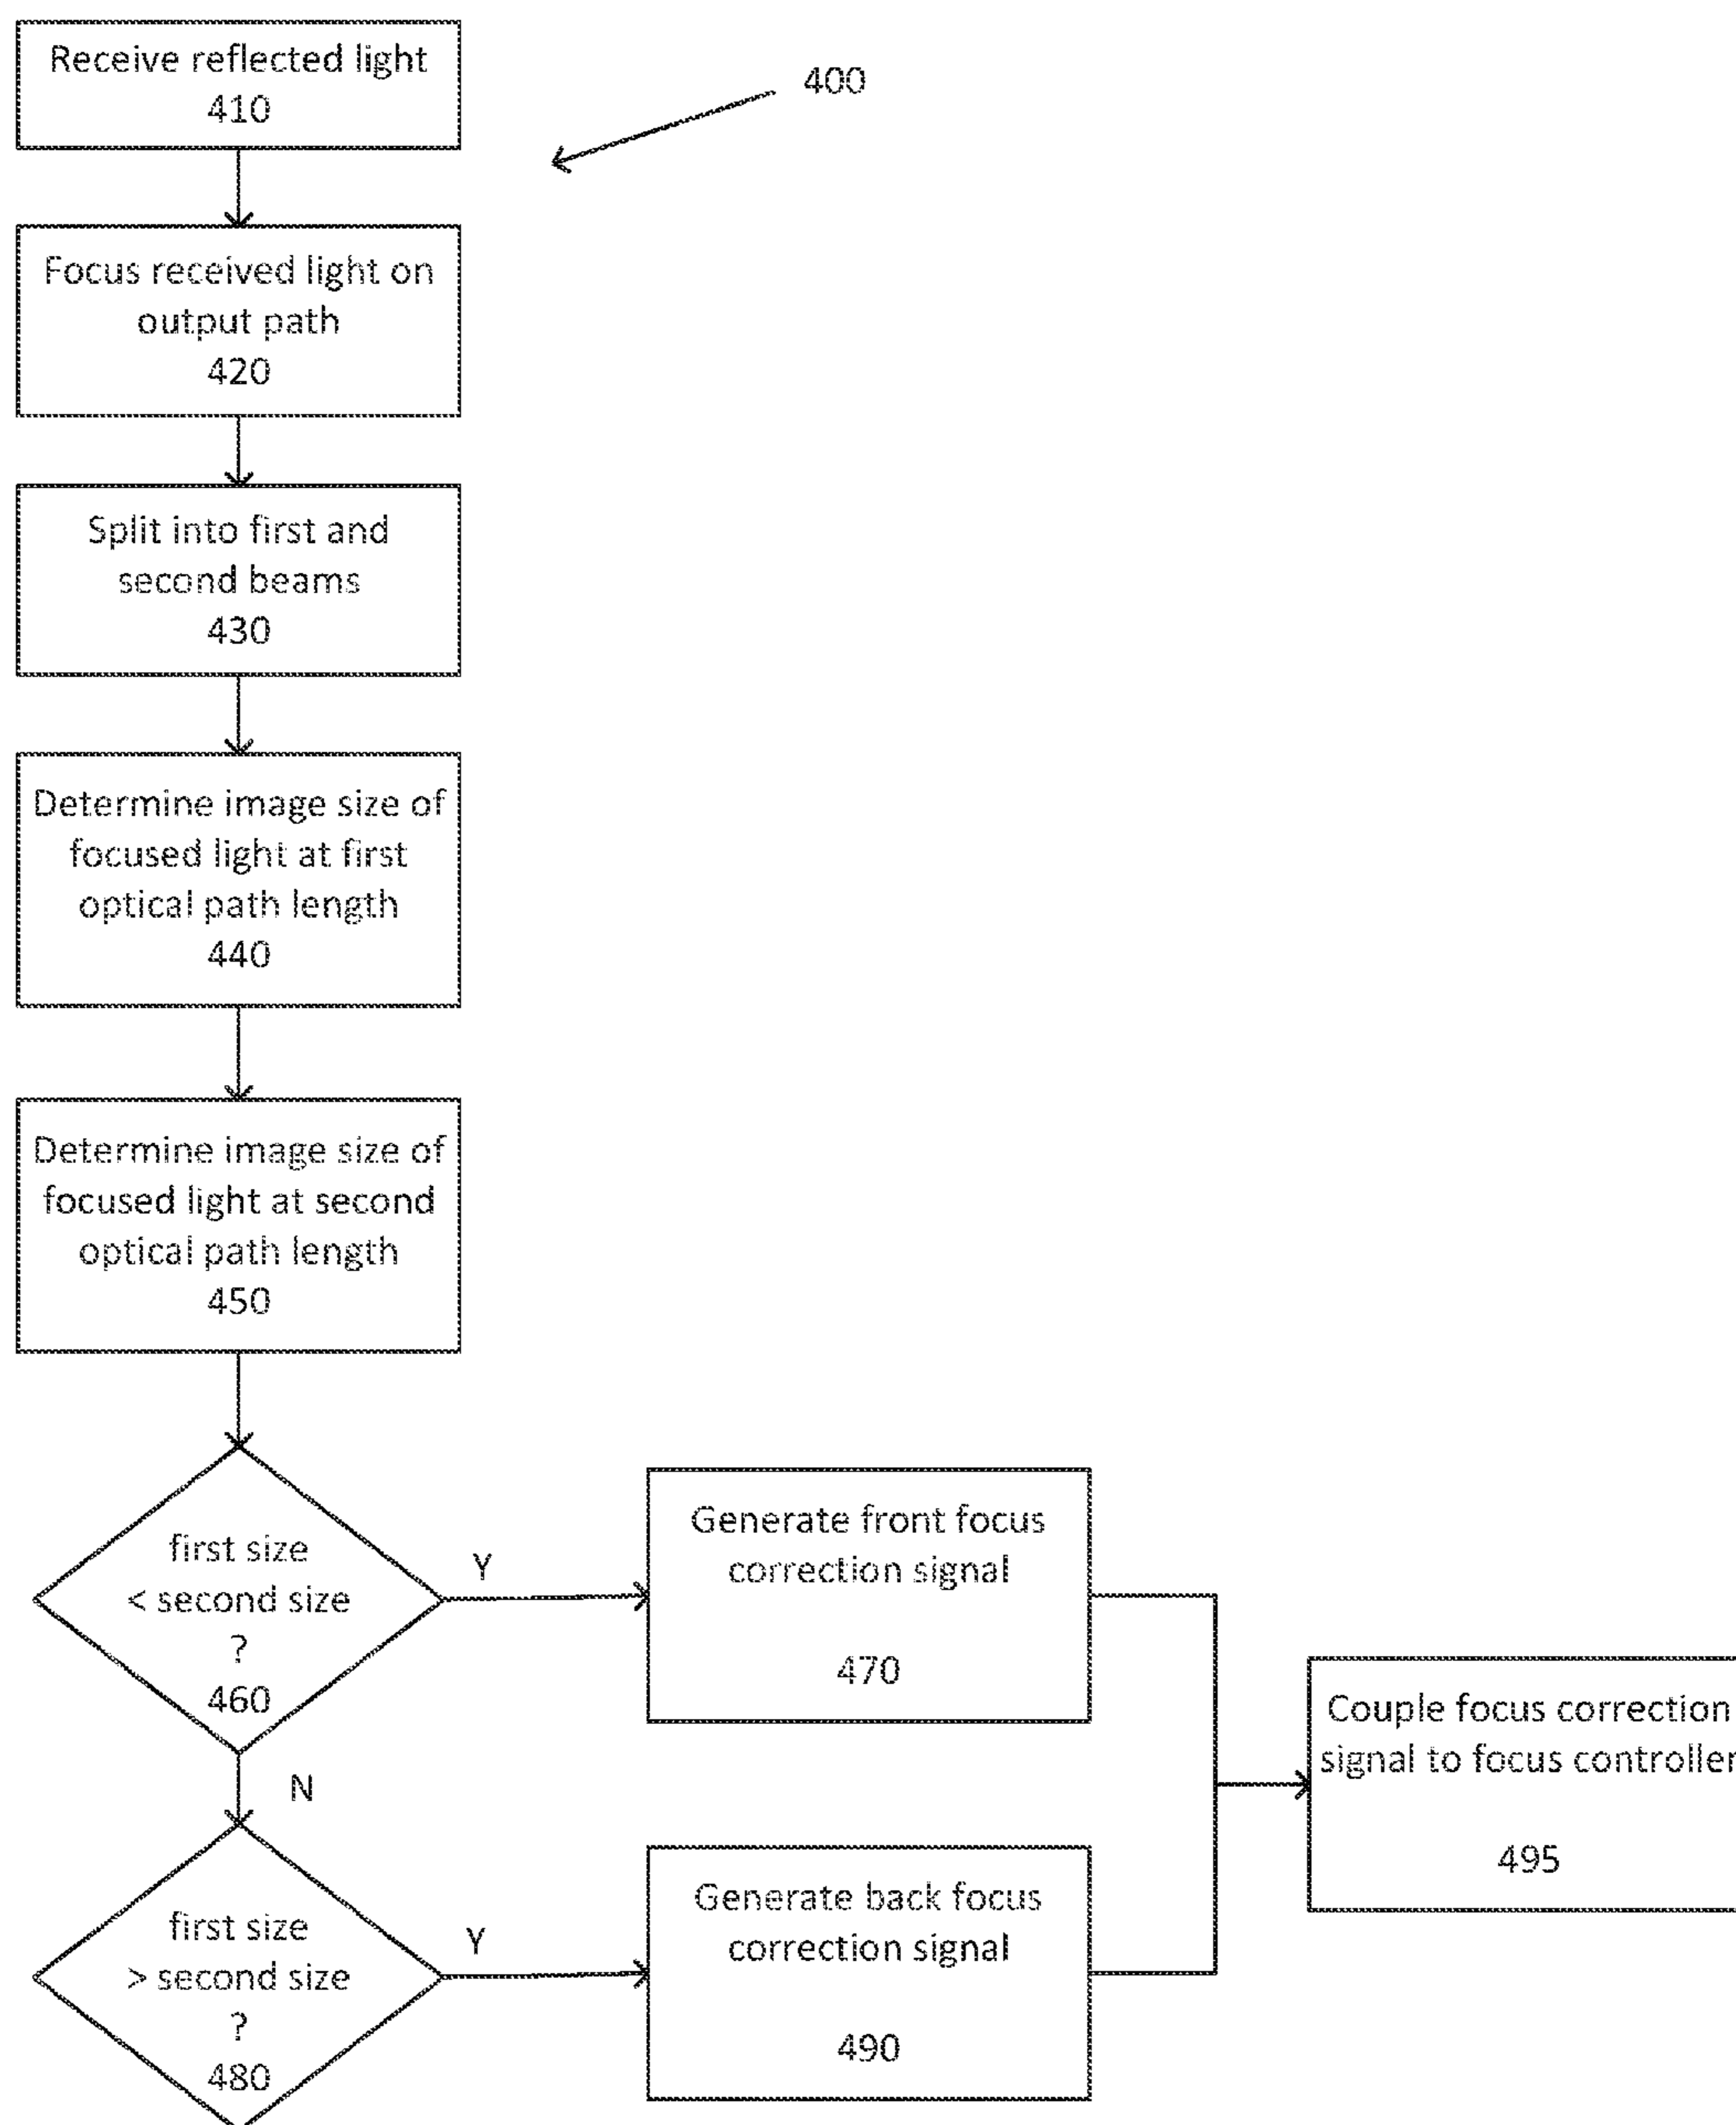 Receive reflected light
410
400
Focus received light on
output path
420
Split into first and
second beams
430
Determine image size of
focused light at first
optical path length
440
Determine image size of
focused light at second
optical path length
450
first size
< second size
?
460
Y
Generate front focus
correction signal
470
N
Couple focus correction
signal to focus controller
495
first size
> second size
?
480
Y
Generate back focus
correction signal
490